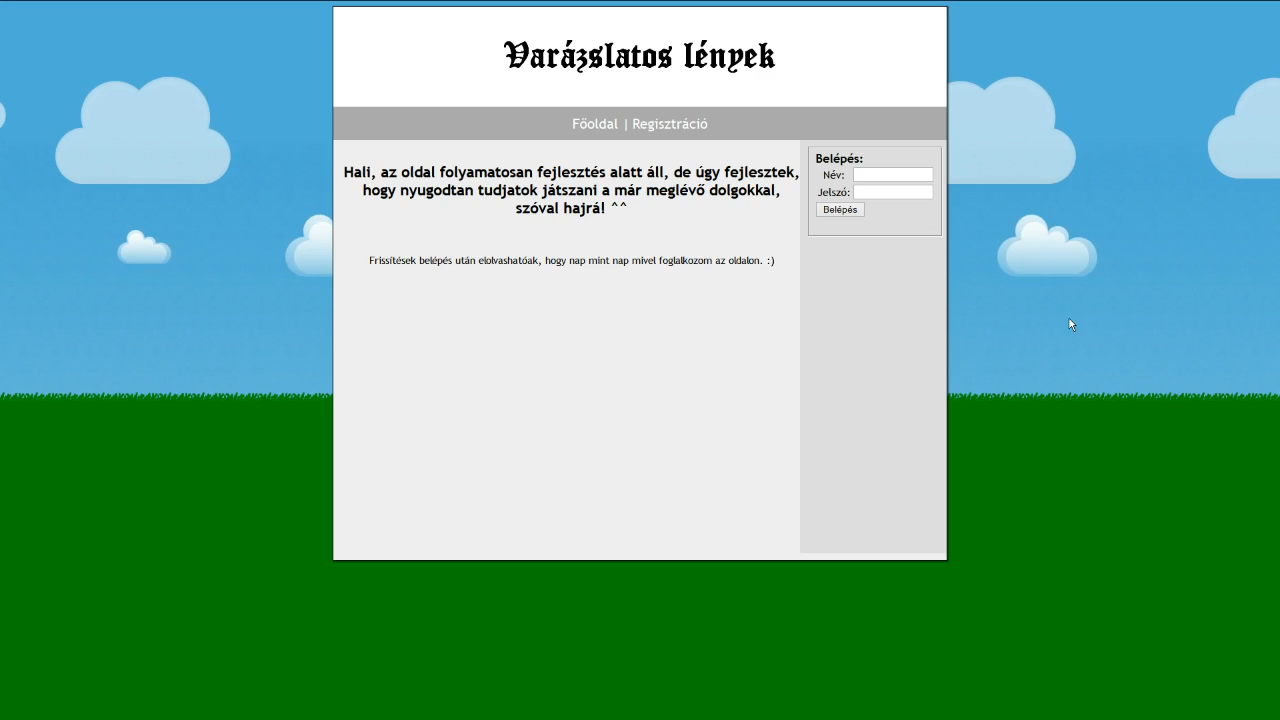 Varázslatos lények
Főoldal | Regisztráció
Hali, az oldal folyamatosan fejlesztés alatt áll, de úgy fejlesztek,
hogy nyugodtan tudjatok játszani a már meglévő dolgokkal,
szóval hajrá! ^^
Frissítések belépés után elolvashatóak, hogy nap mint nap mivel foglalkozom az oldalon. :)
Belépés:
Név:
Jelszó:
Belépés